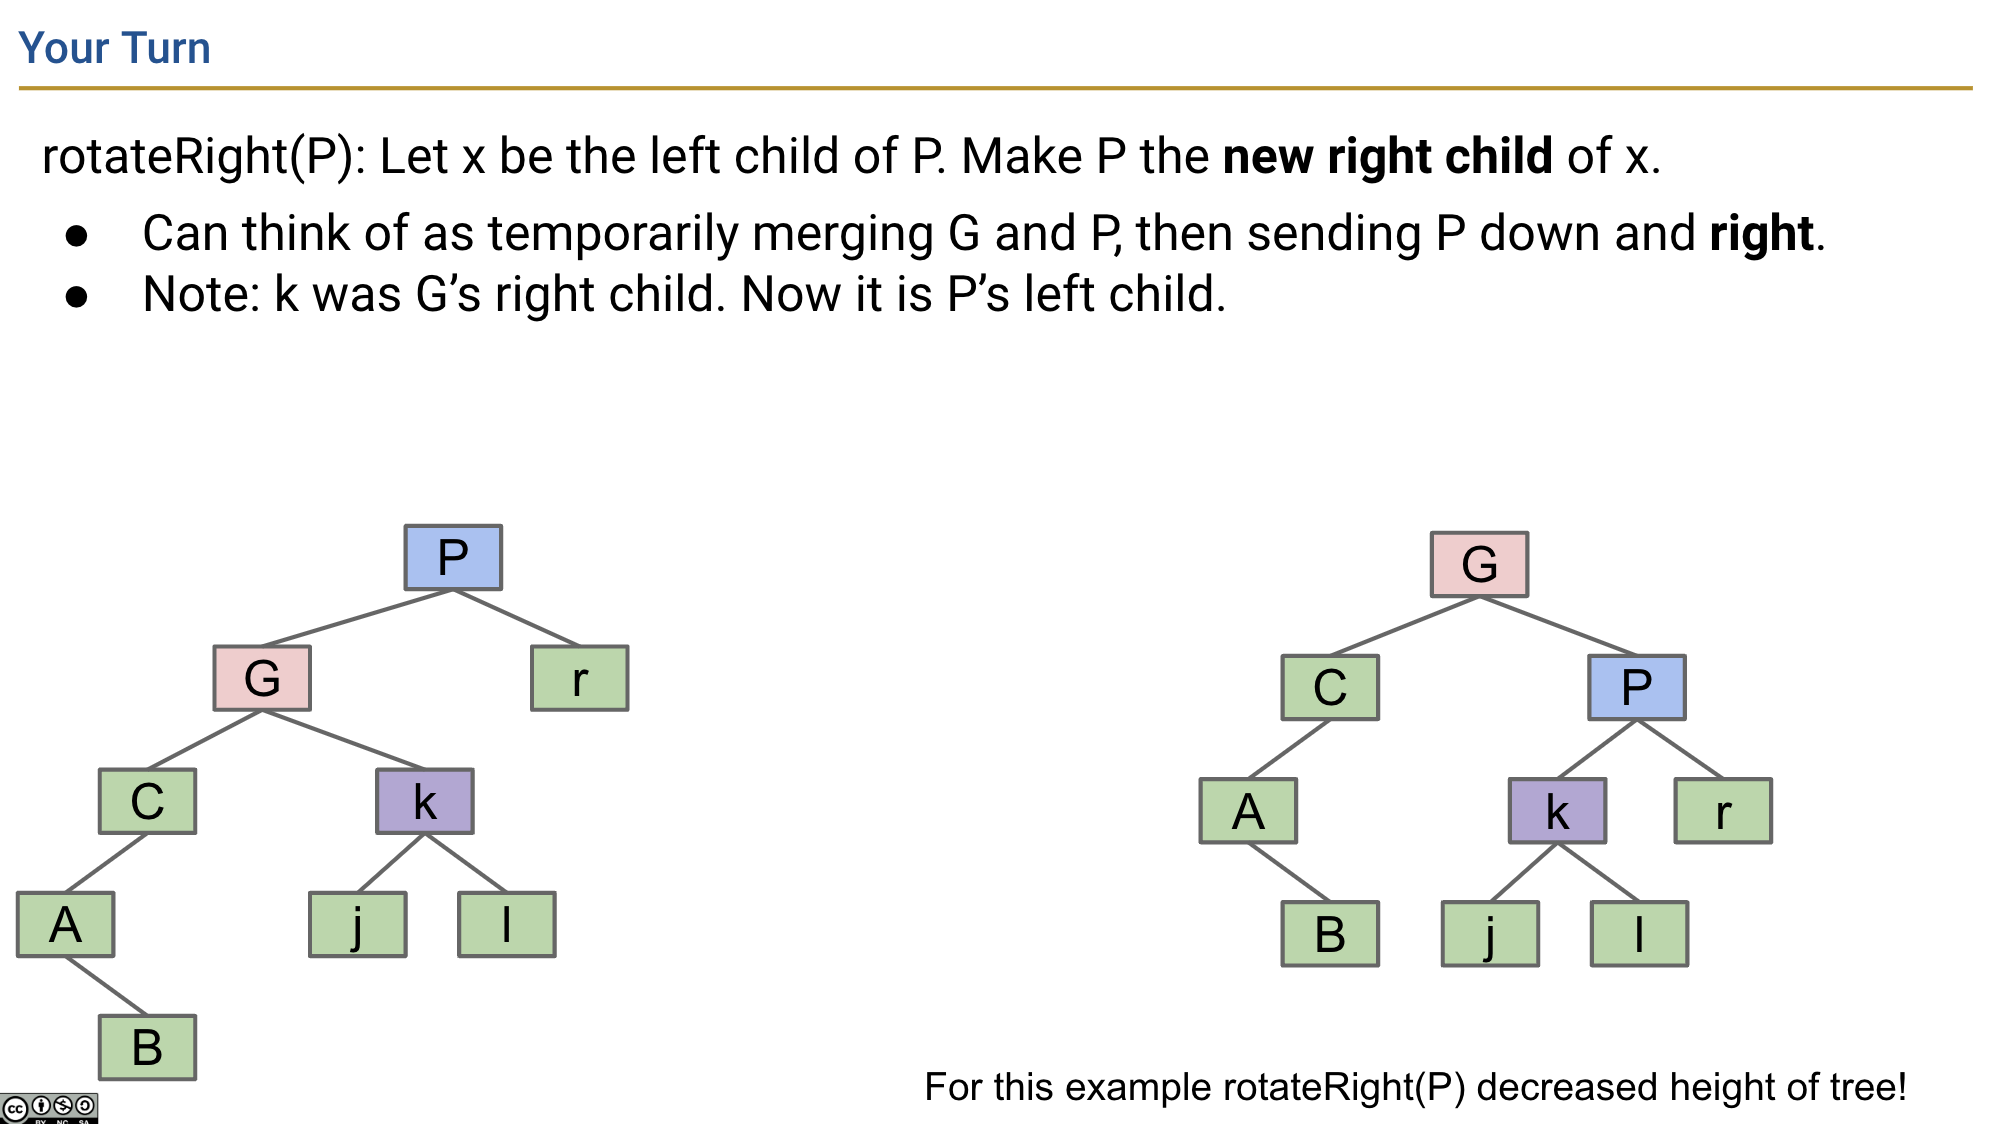 Your Turn
rotateRight(P): Let x be the left child of P. Make P the new right child of x.
● Can think of as temporarily merging G and P, then sending P down and right.
● Note: k was G’s right child. Now it is P’s left child.
P
G
G
r
C
P
C
k
A
k
r
A
j
l
B
j
l
B
For this example rotateRight(P) decreased height of tree!
cc
BY NC SA